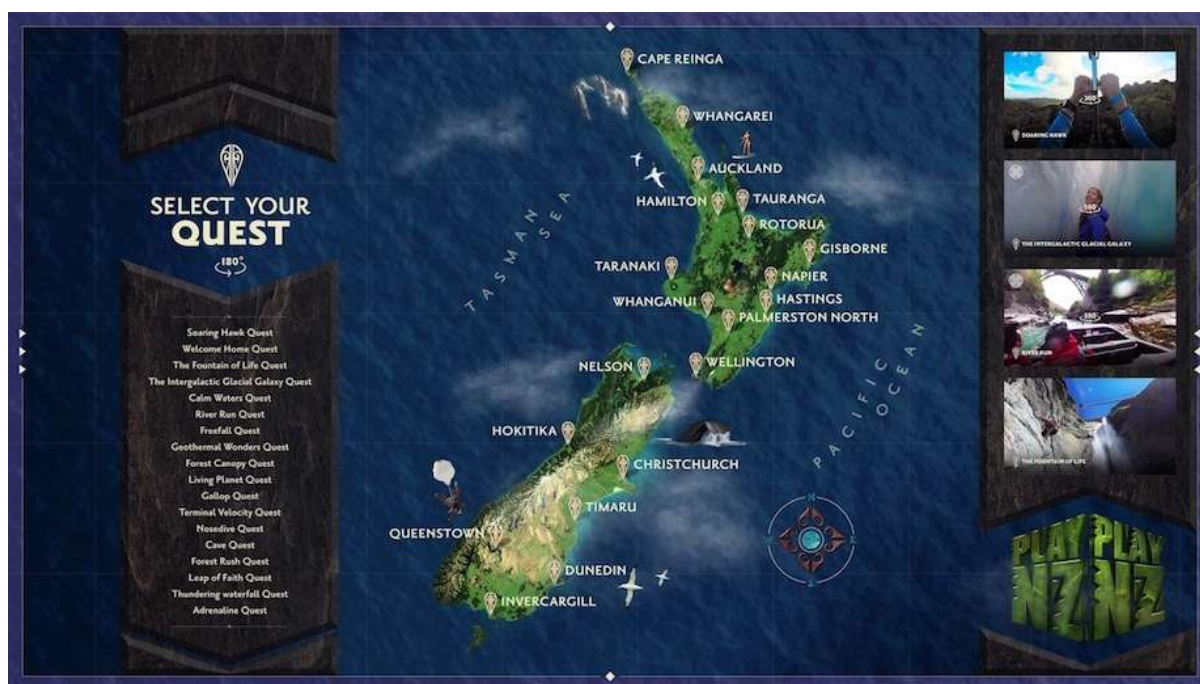 SELECT YOUR
QUEST
180°
Soaring Hawk Quest
Welcome Home Quest
The Fountain of Life Quest
The Intergalactic Glacial Galaxy Quest
Calm Waters Quest
River Run Quest
Freefall Quest
Geothermal Wonders Quest
Forest Canopy Quest
Living Planet Quest
Gallop Quest
Terminal Velocity Quest
Nosedive Quest
Cave Quest
Forest Rush Quest
Leap of Faith Quest
Thundering waterfall Quest
Adrenaline Quest
CAPE REINGA
WHANGAREI
AUCKLAND
HAMILTON
TAURANGA
ROTORUA
GISBORNE
TARANAKI
NAPIER
WHANGANUI
HASTINGS
PALMERSTON NORTH
WELLINGTON
NELSON
HOKITIKA
CHRISTCHURCH
TIMARU
QUEENSTOWN
DUNEDIN
INVERCARGILL
TASMAN
SEA
PACIFIC
OCEAN
SOARING HAWK
THE INTERGALACTIC GLACIAL GALAXY
RIVER RUN
THE FOUNTAIN OF LIFE
PLAY PLAY
NZ NZ